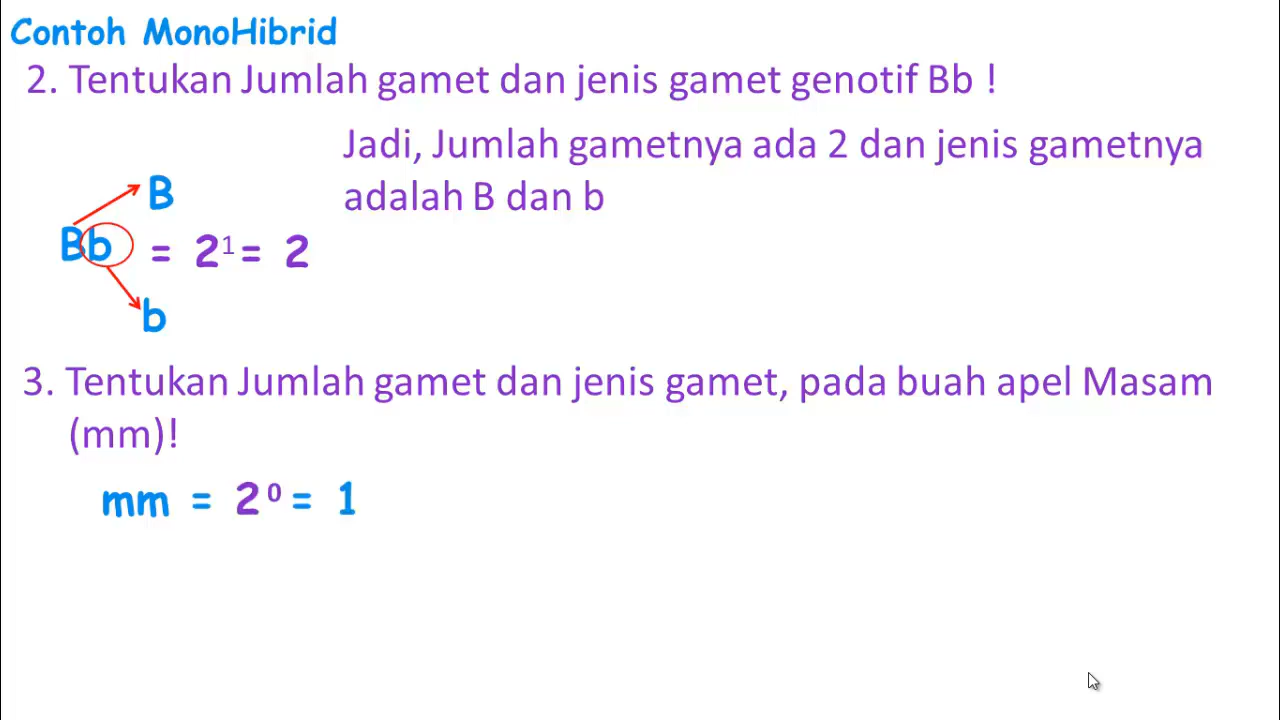 Contoh MonoHibrid
2. Tentukan Jumlah gamet dan jenis gamet genotif Bb !
Jadi, Jumlah gametnya ada 2 dan jenis gametnya
adalah B dan b
B
Bb = 2¹ = 2
b
3. Tentukan Jumlah gamet dan jenis gamet, pada buah apel Masam
(mm)!
mm = 2⁰ = 1